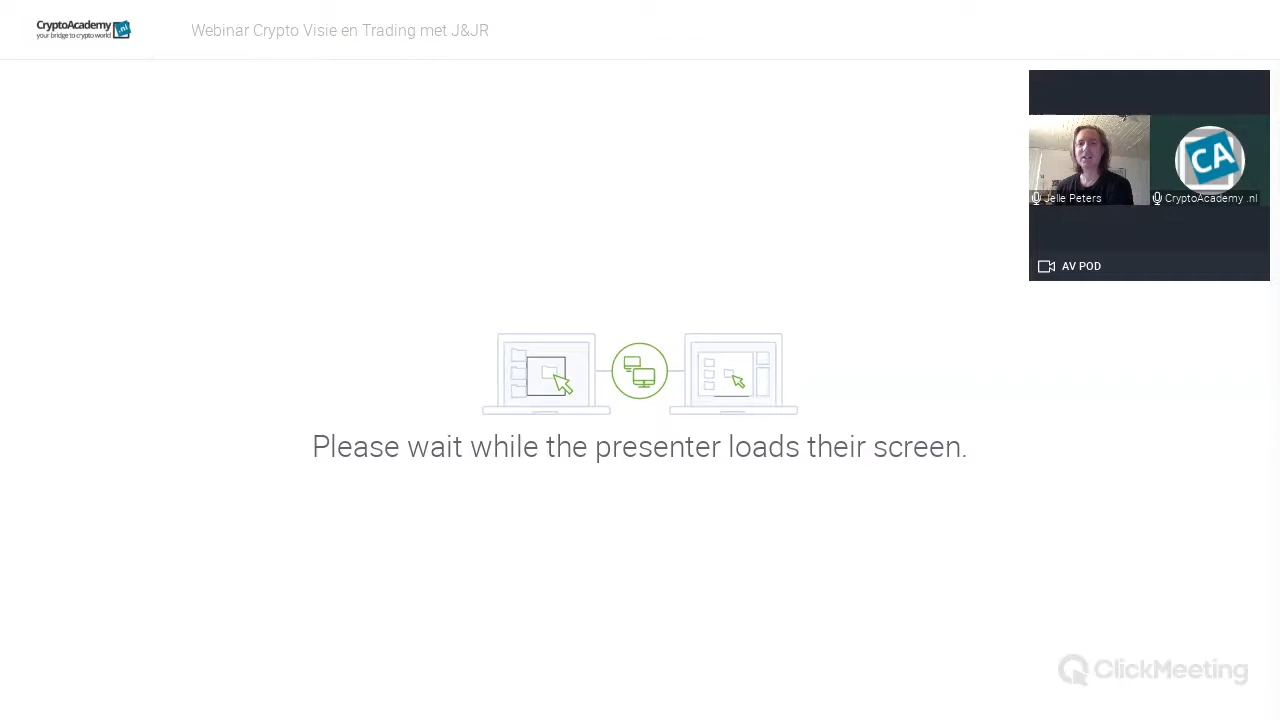 CryptoAcademy .nl
your bridge to crypto world
Webinar Crypto Visie en Trading met J&JR
CA
Jelle Peters
CryptoAcademy .nl
AV POD
Please wait while the presenter loads their screen.
ClickMeeting